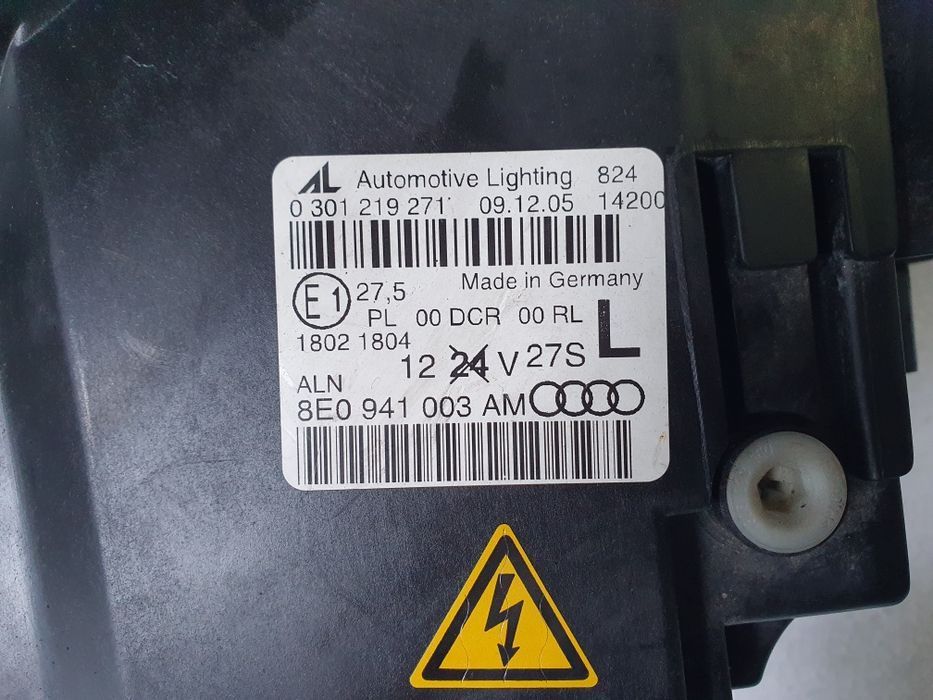 AL Automotive Lighting 824
0 301 219 271 09.12.05 14200
Made in Germany
E1 27,5
PL 00 DCR 00 RL L
1802 1804
12 24 V 27S
ALN
8E0 941 003 AM